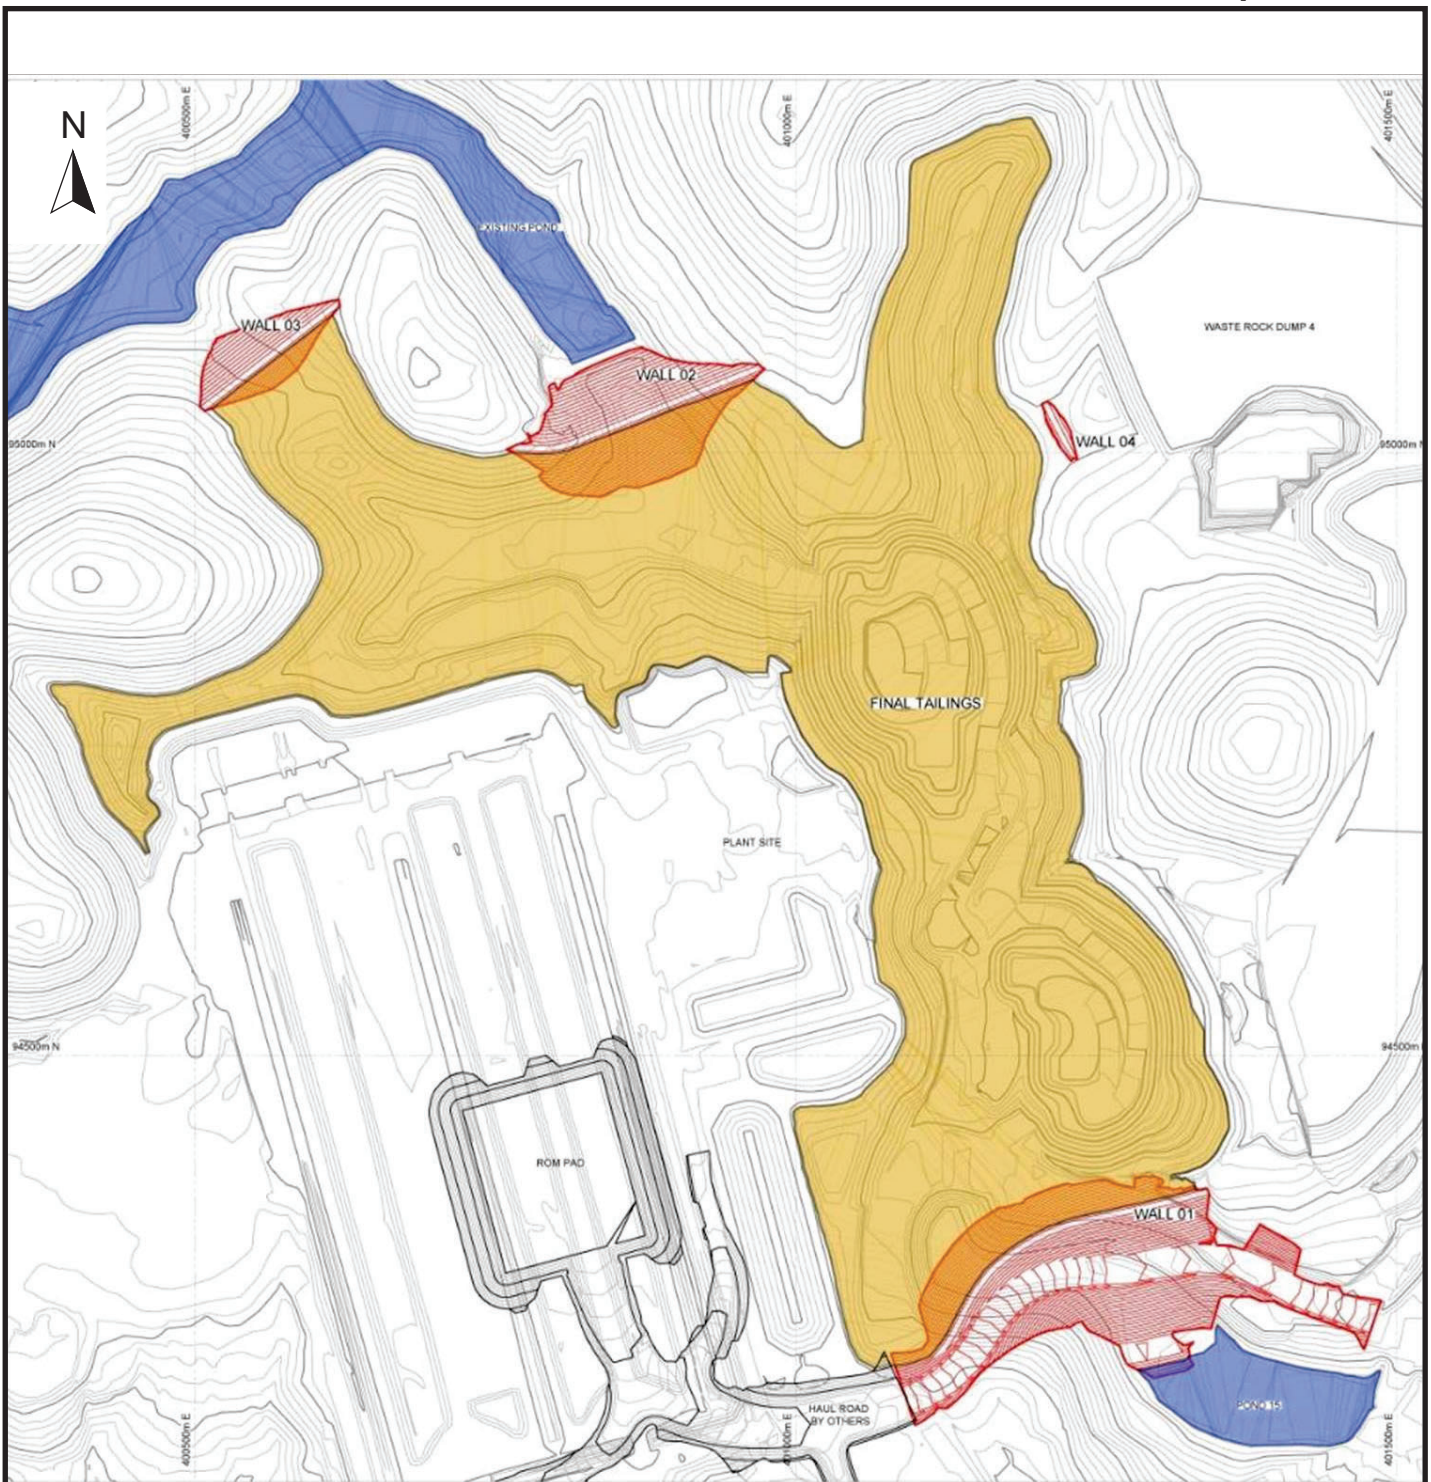 N
400500m E
401000m E
401500m E
EXISTING POND
WALL 03
WASTE ROCK DUMP 4
WALL 02
95000m N
WALL 04
95000m N
FINAL TAILINGS
PLANT SITE
94500m N
94500m
ROM PAD
WALL 01
HAUL ROAD
BY OTHERS
POND 15
400500m E
401000m E
401500m E